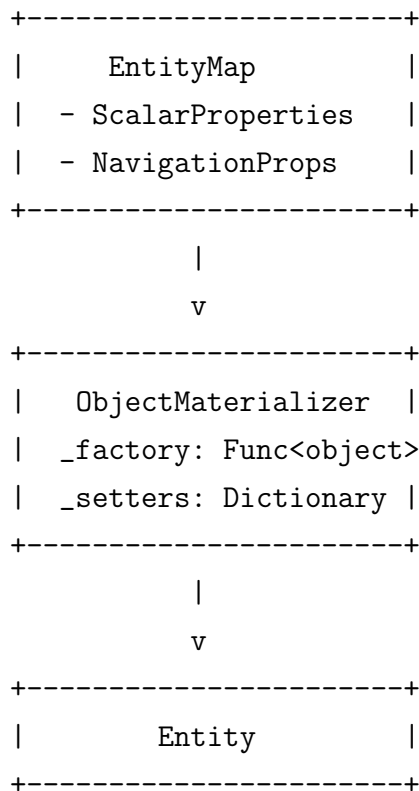 +-----------------------+
|     EntityMap         |
|  - ScalarProperties   |
|  - NavigationProps    |
+-----------------------+
           |
           v
+-----------------------+
|   ObjectMaterializer  |
|  _factory: Func<object>
|  _setters: Dictionary |
+-----------------------+
           |
           v
+-----------------------+
|        Entity         |
+-----------------------+